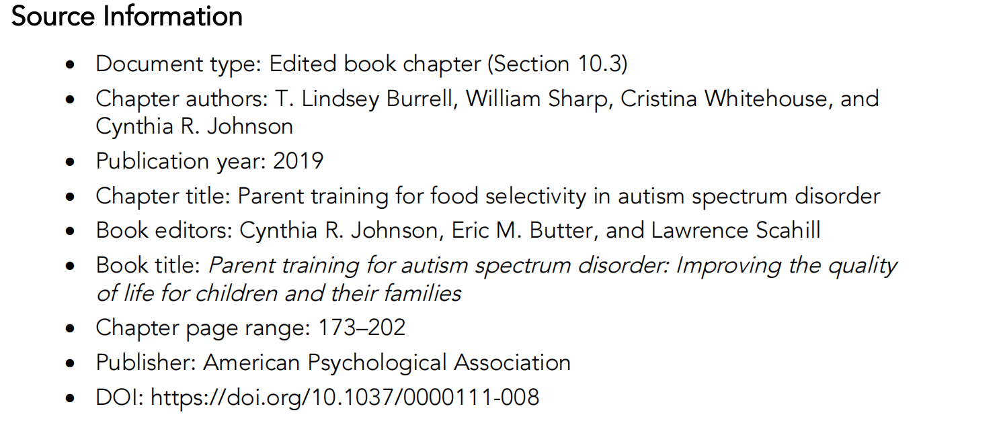 Source Information
• Document type: Edited book chapter (Section 10.3)
• Chapter authors: T. Lindsey Burrell, William Sharp, Cristina Whitehouse, and
Cynthia R. Johnson
• Publication year: 2019
• Chapter title: Parent training for food selectivity in autism spectrum disorder
• Book editors: Cynthia R. Johnson, Eric M. Butter, and Lawrence Scahill
• Book title: Parent training for autism spectrum disorder: Improving the quality
of life for children and their families
• Chapter page range: 173–202
• Publisher: American Psychological Association
• DOI: https://doi.org/10.1037/0000111-008